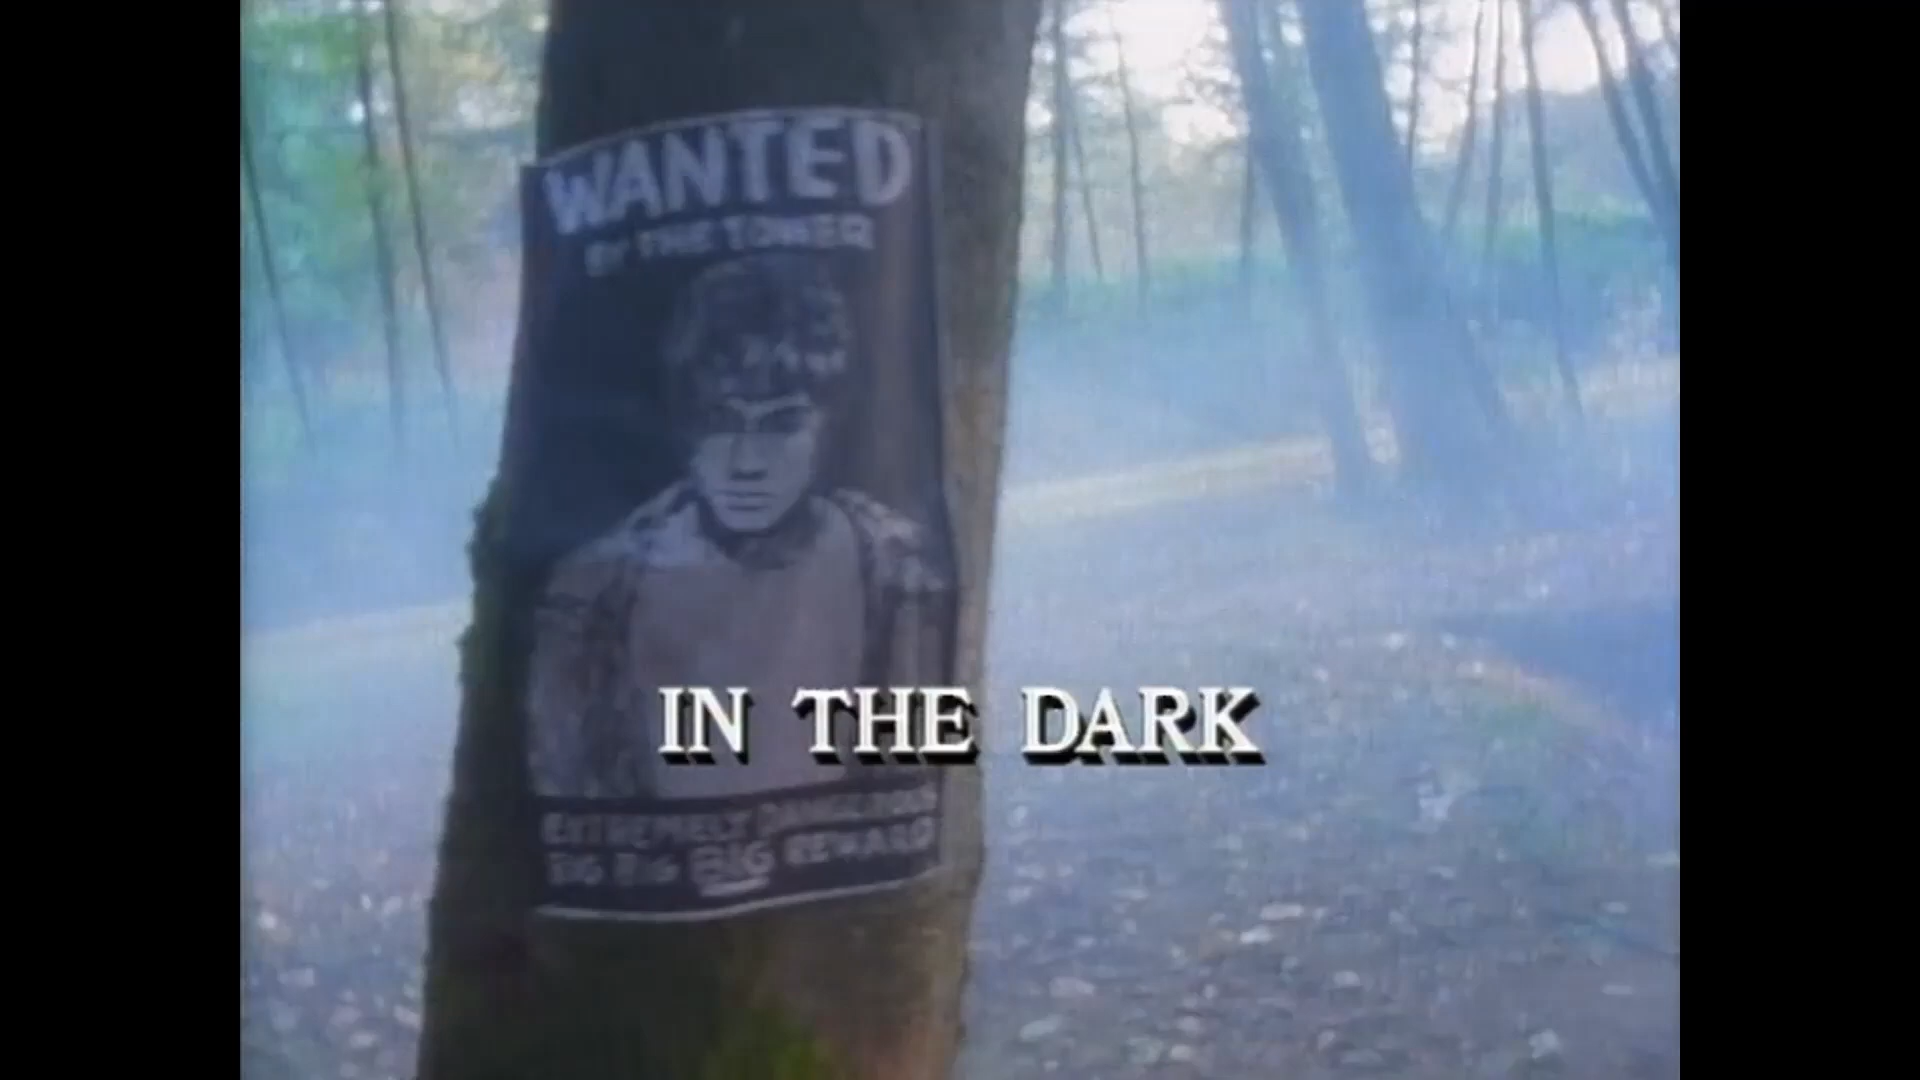 WANTED
BY THE TOWER
IN THE DARK
EXTREMELY DANGEROUS
BIG BIG BIG REWARD